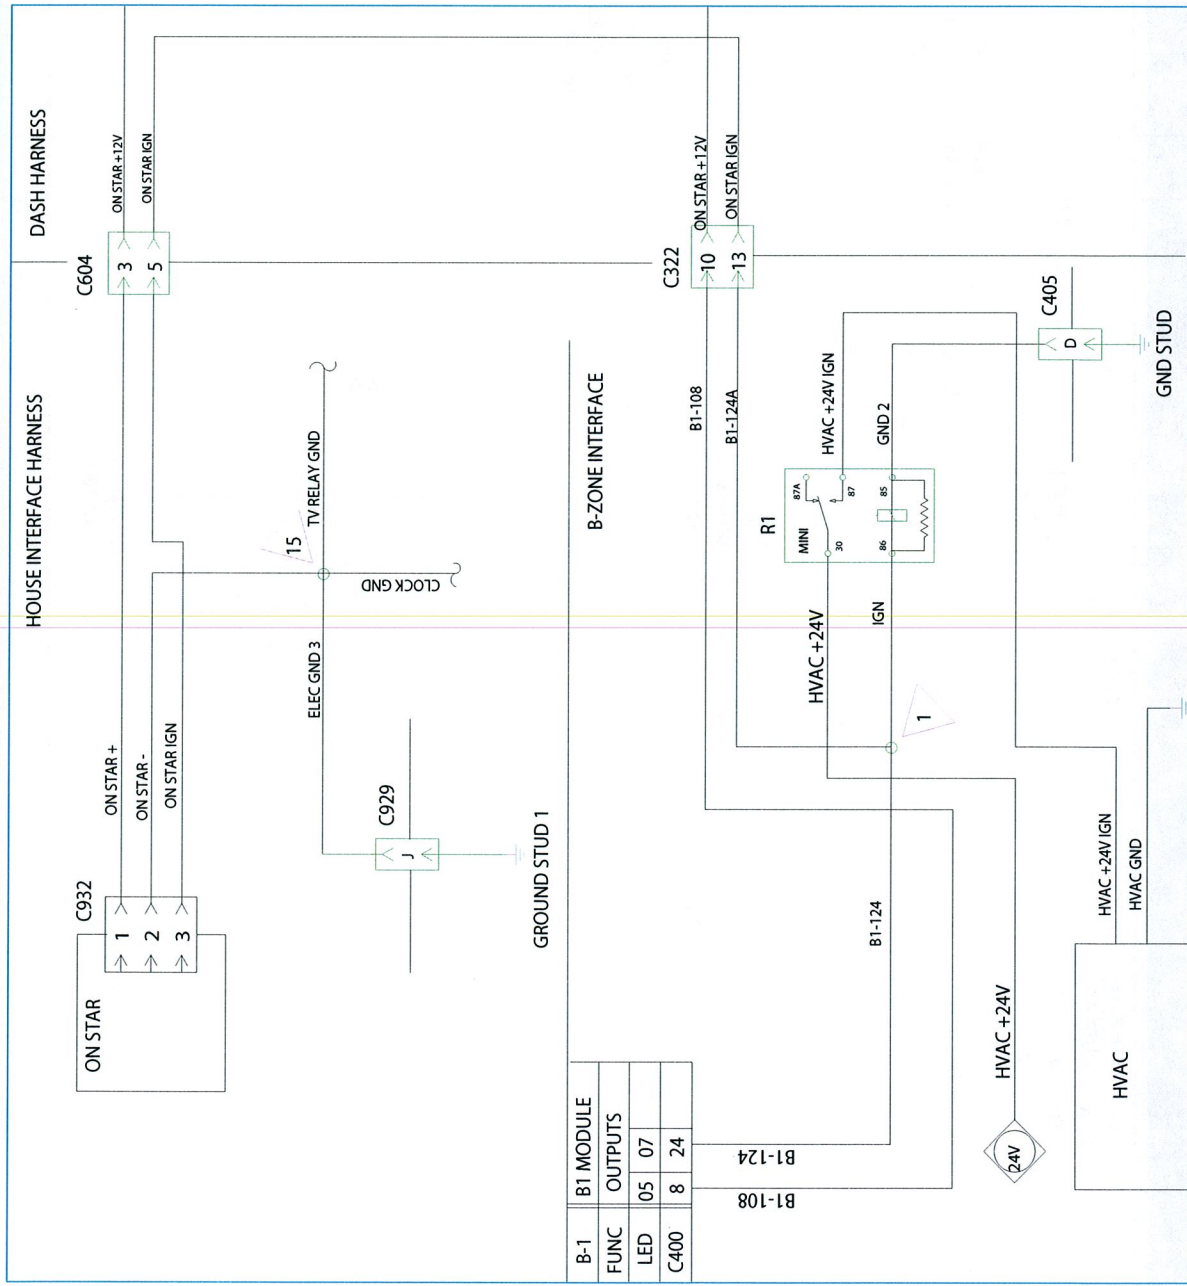 DASH HARNESS
HOUSE INTERFACE HARNESS
C604
3
5
ON STAR +12V
ON STAR IGN
C932
1
2
3
ON STAR +
ON STAR -
ON STAR IGN
ON STAR
15
TV RELAY GND
CLOCK GND
ELEC GND 3
C929
J
GROUND STUD 1
B-ZONE INTERFACE
C322
10
13
ON STAR +12V
ON STAR IGN
B1-108
B1-124A
C405
D
GND STUD
HVAC +24V IGN
GND 2
R1
MINI
87A
87
30
85
86
HVAC +24V
IGN
1
B1-124
B-1 B1 MODULE
FUNC OUTPUTS
LED 05 07
C400 8 24
B1-124
B1-108
HVAC +24V
24V
HVAC +24V IGN
HVAC GND
HVAC